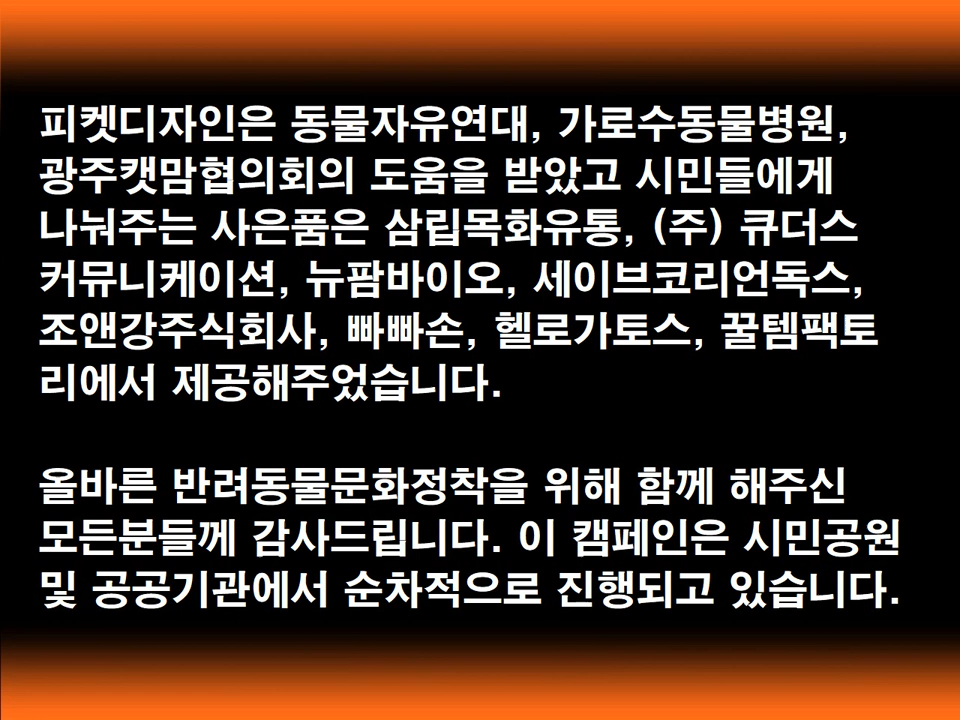 피켓디자인은 동물자유연대, 가로수동물병원,
광주캣맘협의회의 도움을 받았고 시민들에게
나눠주는 사은품은 삼립목화유통, (주) 큐더스
커뮤니케이션, 뉴팜바이오, 세이브코리언독스,
조앤강주식회사, 빠빠손, 헬로가토스, 꿀템팩토
리에서 제공해주었습니다.
올바른 반려동물문화정착을 위해 함께 해주신
모든분들께 감사드립니다. 이 캠페인은 시민공원
및 공공기관에서 순차적으로 진행되고 있습니다.